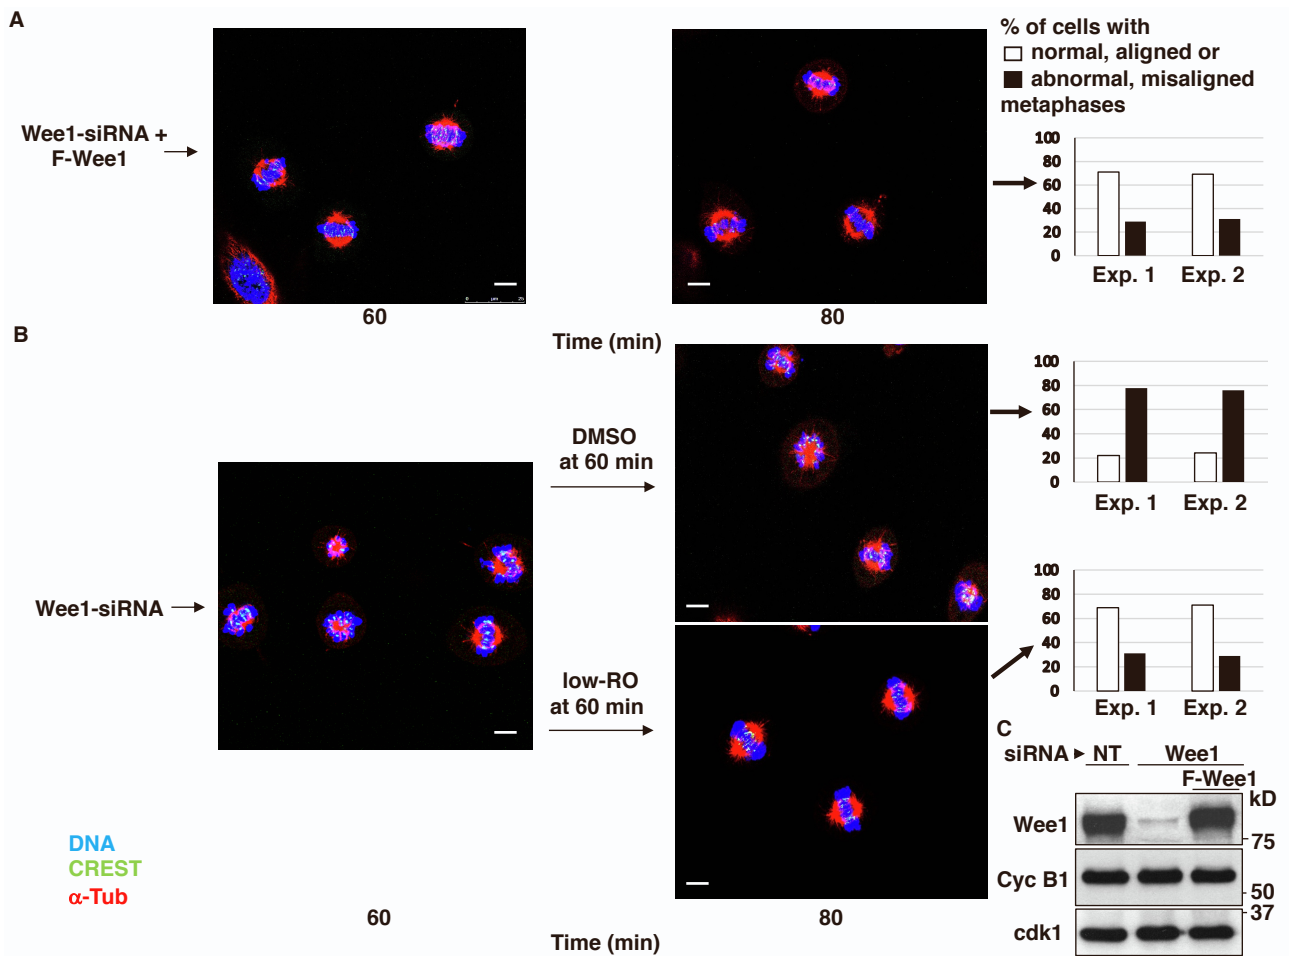 A
% of cells with
normal, aligned or
abnormal, misaligned
metaphases
Wee1-siRNA +
F-Wee1
100
80
60
40
20
0
Exp. 1 Exp. 2
0 µm 25
60
80
Time (min)
B
100
80
60
40
20
0
Exp. 1 Exp. 2
DMSO
at 60 min
Wee1-siRNA
low-RO
at 60 min
100
80
60
40
20
0
Exp. 1 Exp. 2
C
siRNA NT Wee1
F-Wee1
kD
Wee1
75
Cyc B1
50
37
cdk1
DNA
CREST
α-Tub
60
80
Time (min)